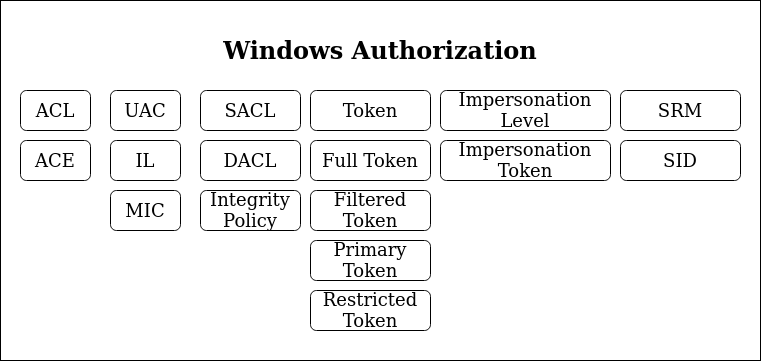 Windows Authorization
ACL
UAC
SACL
Token
Impersonation
Level
SRM
ACE
IL
DACL
Full Token
Impersonation
Token
SID
MIC
Integrity
Policy
Filtered
Token
Primary
Token
Restricted
Token